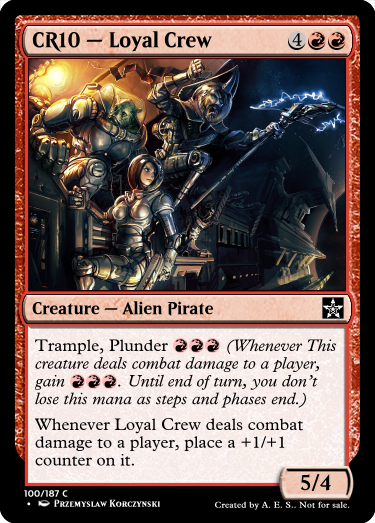 CR10 — Loyal Crew 4
Creature — Alien Pirate
Trample, Plunder (Whenever This
creature deals combat damage to a player,
gain . Until end of turn, you don't
lose this mana as steps and phases end.)
Whenever Loyal Crew deals combat
damage to a player, place a +1/+1
counter on it.
5/4
100/187 C
• Przemyslaw Korczynski
Created by A. E. S.. Not for sale.